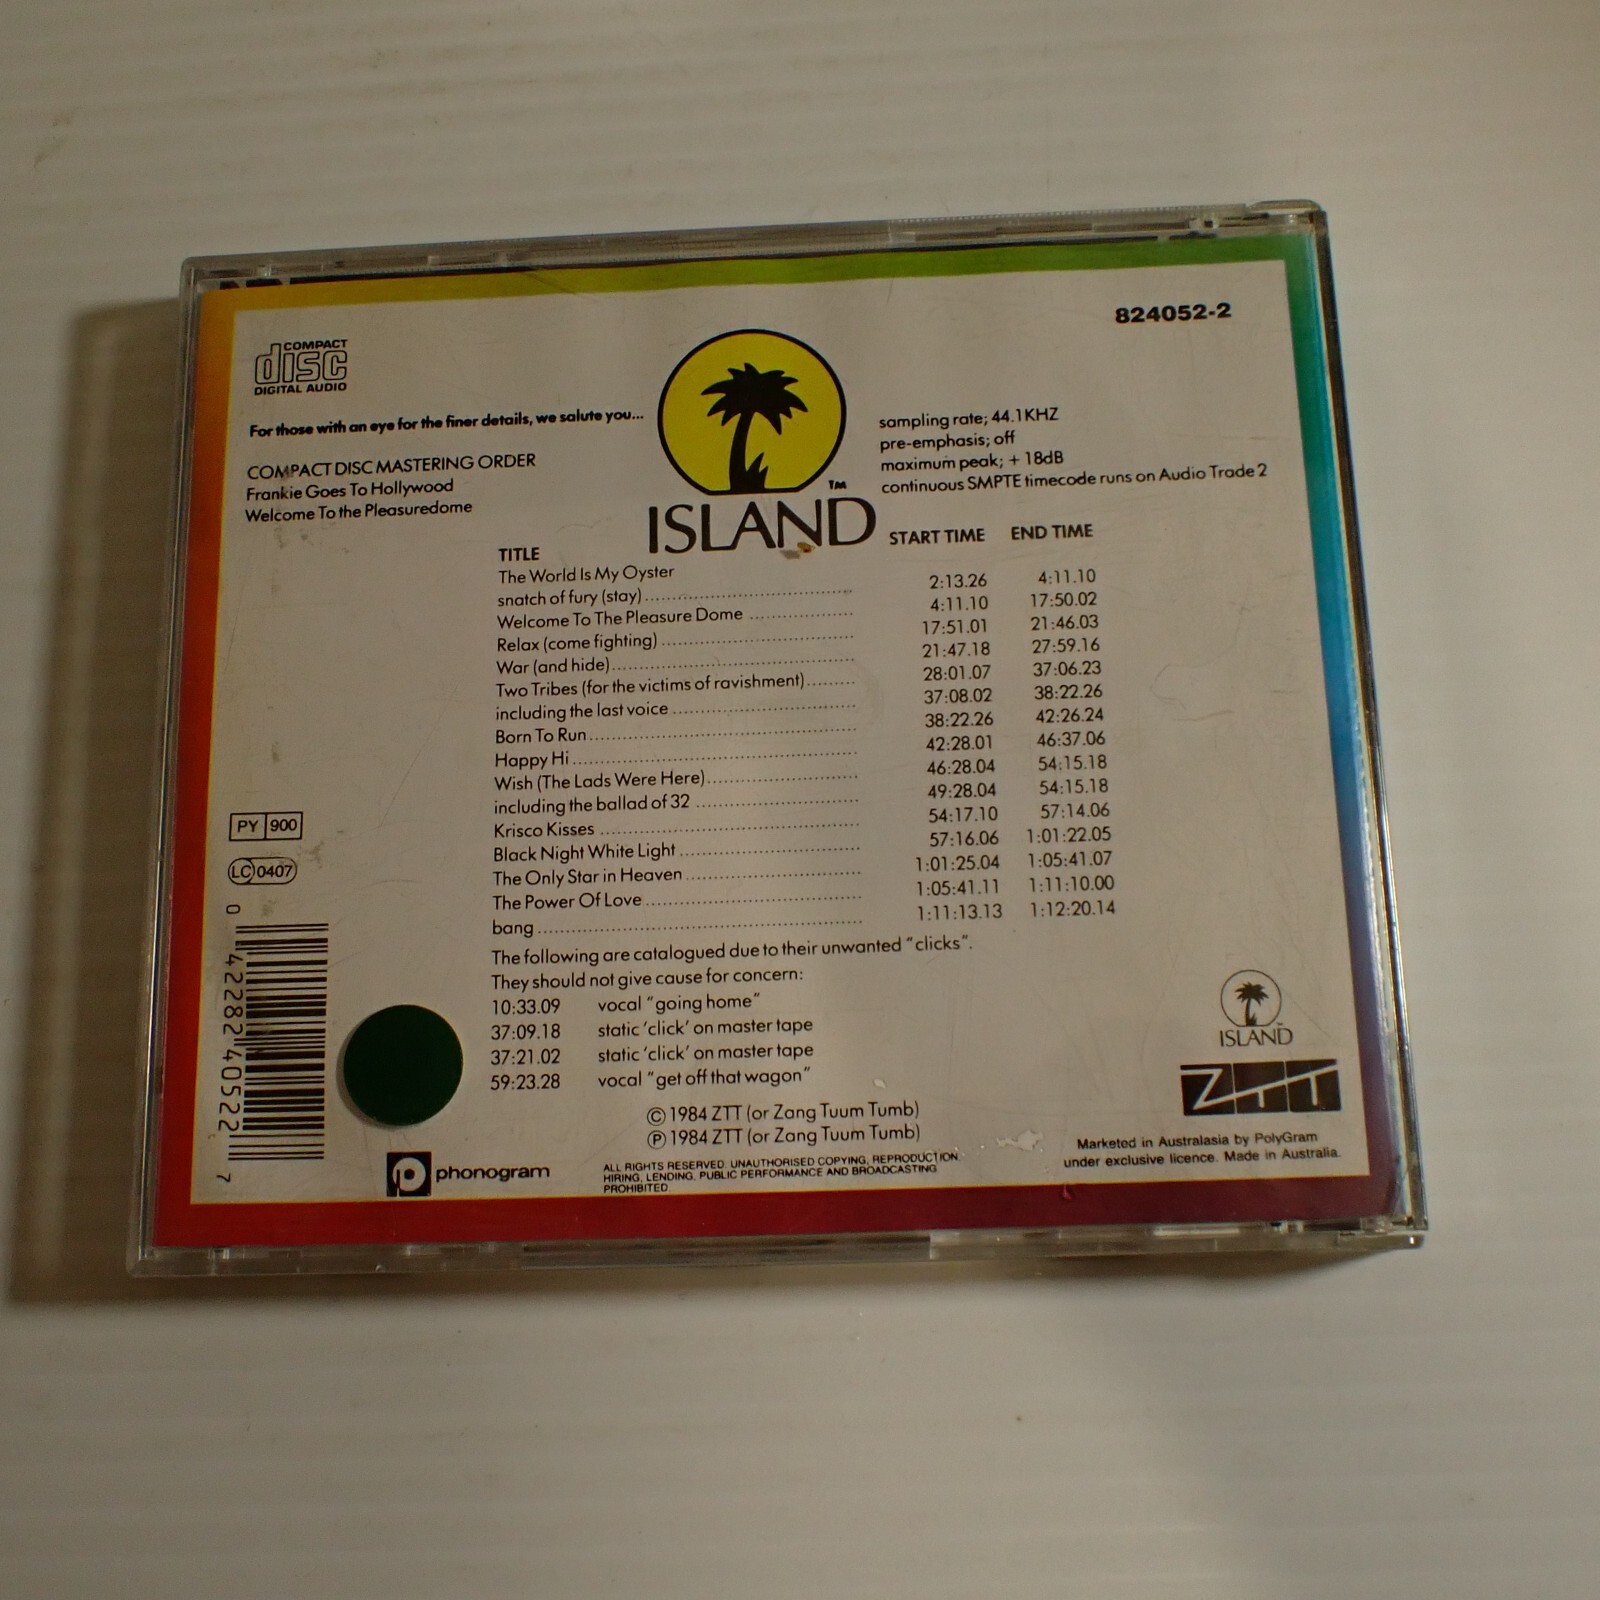 824052-2
COMPACT
disc
DIGITAL AUDIO
For those with an eye for the finer details, we salute you...
COMPACT DISC MASTERING ORDER
Frankie Goes To Hollywood
Welcome To the Pleasuredome
TM
ISLAND
sampling rate; 44.1KHZ
pre-emphasis; off
maximum peak; + 18dB
continuous SMPTE timecode runs on Audio Trade 2
TITLE START TIME END TIME
The World Is My Oyster
snatch of fury (stay) 2:13.26 4:11.10
Welcome To The Pleasure Dome 4:11.10 17:50.02
Relax (come fighting) 17:51.01 21:46.03
War (and hide) 21:47.18 27:59.16
Two Tribes (for the victims of ravishment) 28:01.07 37:06.23
including the last voice 37:08.02 38:22.26
Born To Run 38:22.26 42:26.24
Happy Hi 42:28.01 46:37.06
Wish (The Lads Were Here) 46:28.04 54:15.18
including the ballad of 32 49:28.04 54:15.18
Krisco Kisses 54:17.10 57:14.06
Black Night White Light 57:16.06 1:01:22.05
The Only Star in Heaven 1:01:25.04 1:05:41.07
The Power Of Love 1:05:41.11 1:11:10.00
bang 1:11:13.13 1:12:20.14
The following are catalogued due to their unwanted "clicks".
They should not give cause for concern:
10:33.09 vocal "going home"
37:09.18 static 'click' on master tape
37:21.02 static 'click' on master tape
59:23.28 vocal "get off that wagon"
© 1984 ZTT (or Zang Tuum Tumb)
℗ 1984 ZTT (or Zang Tuum Tumb)
PY 900
LC 0407
0 42282 40522 7
phonogram
ALL RIGHTS RESERVED. UNAUTHORISED COPYING, REPRODUCTION,
HIRING, LENDING, PUBLIC PERFORMANCE AND BROADCASTING
PROHIBITED.
ISLAND
ZTT
Marketed in Australasia by PolyGram
under exclusive licence. Made in Australia.